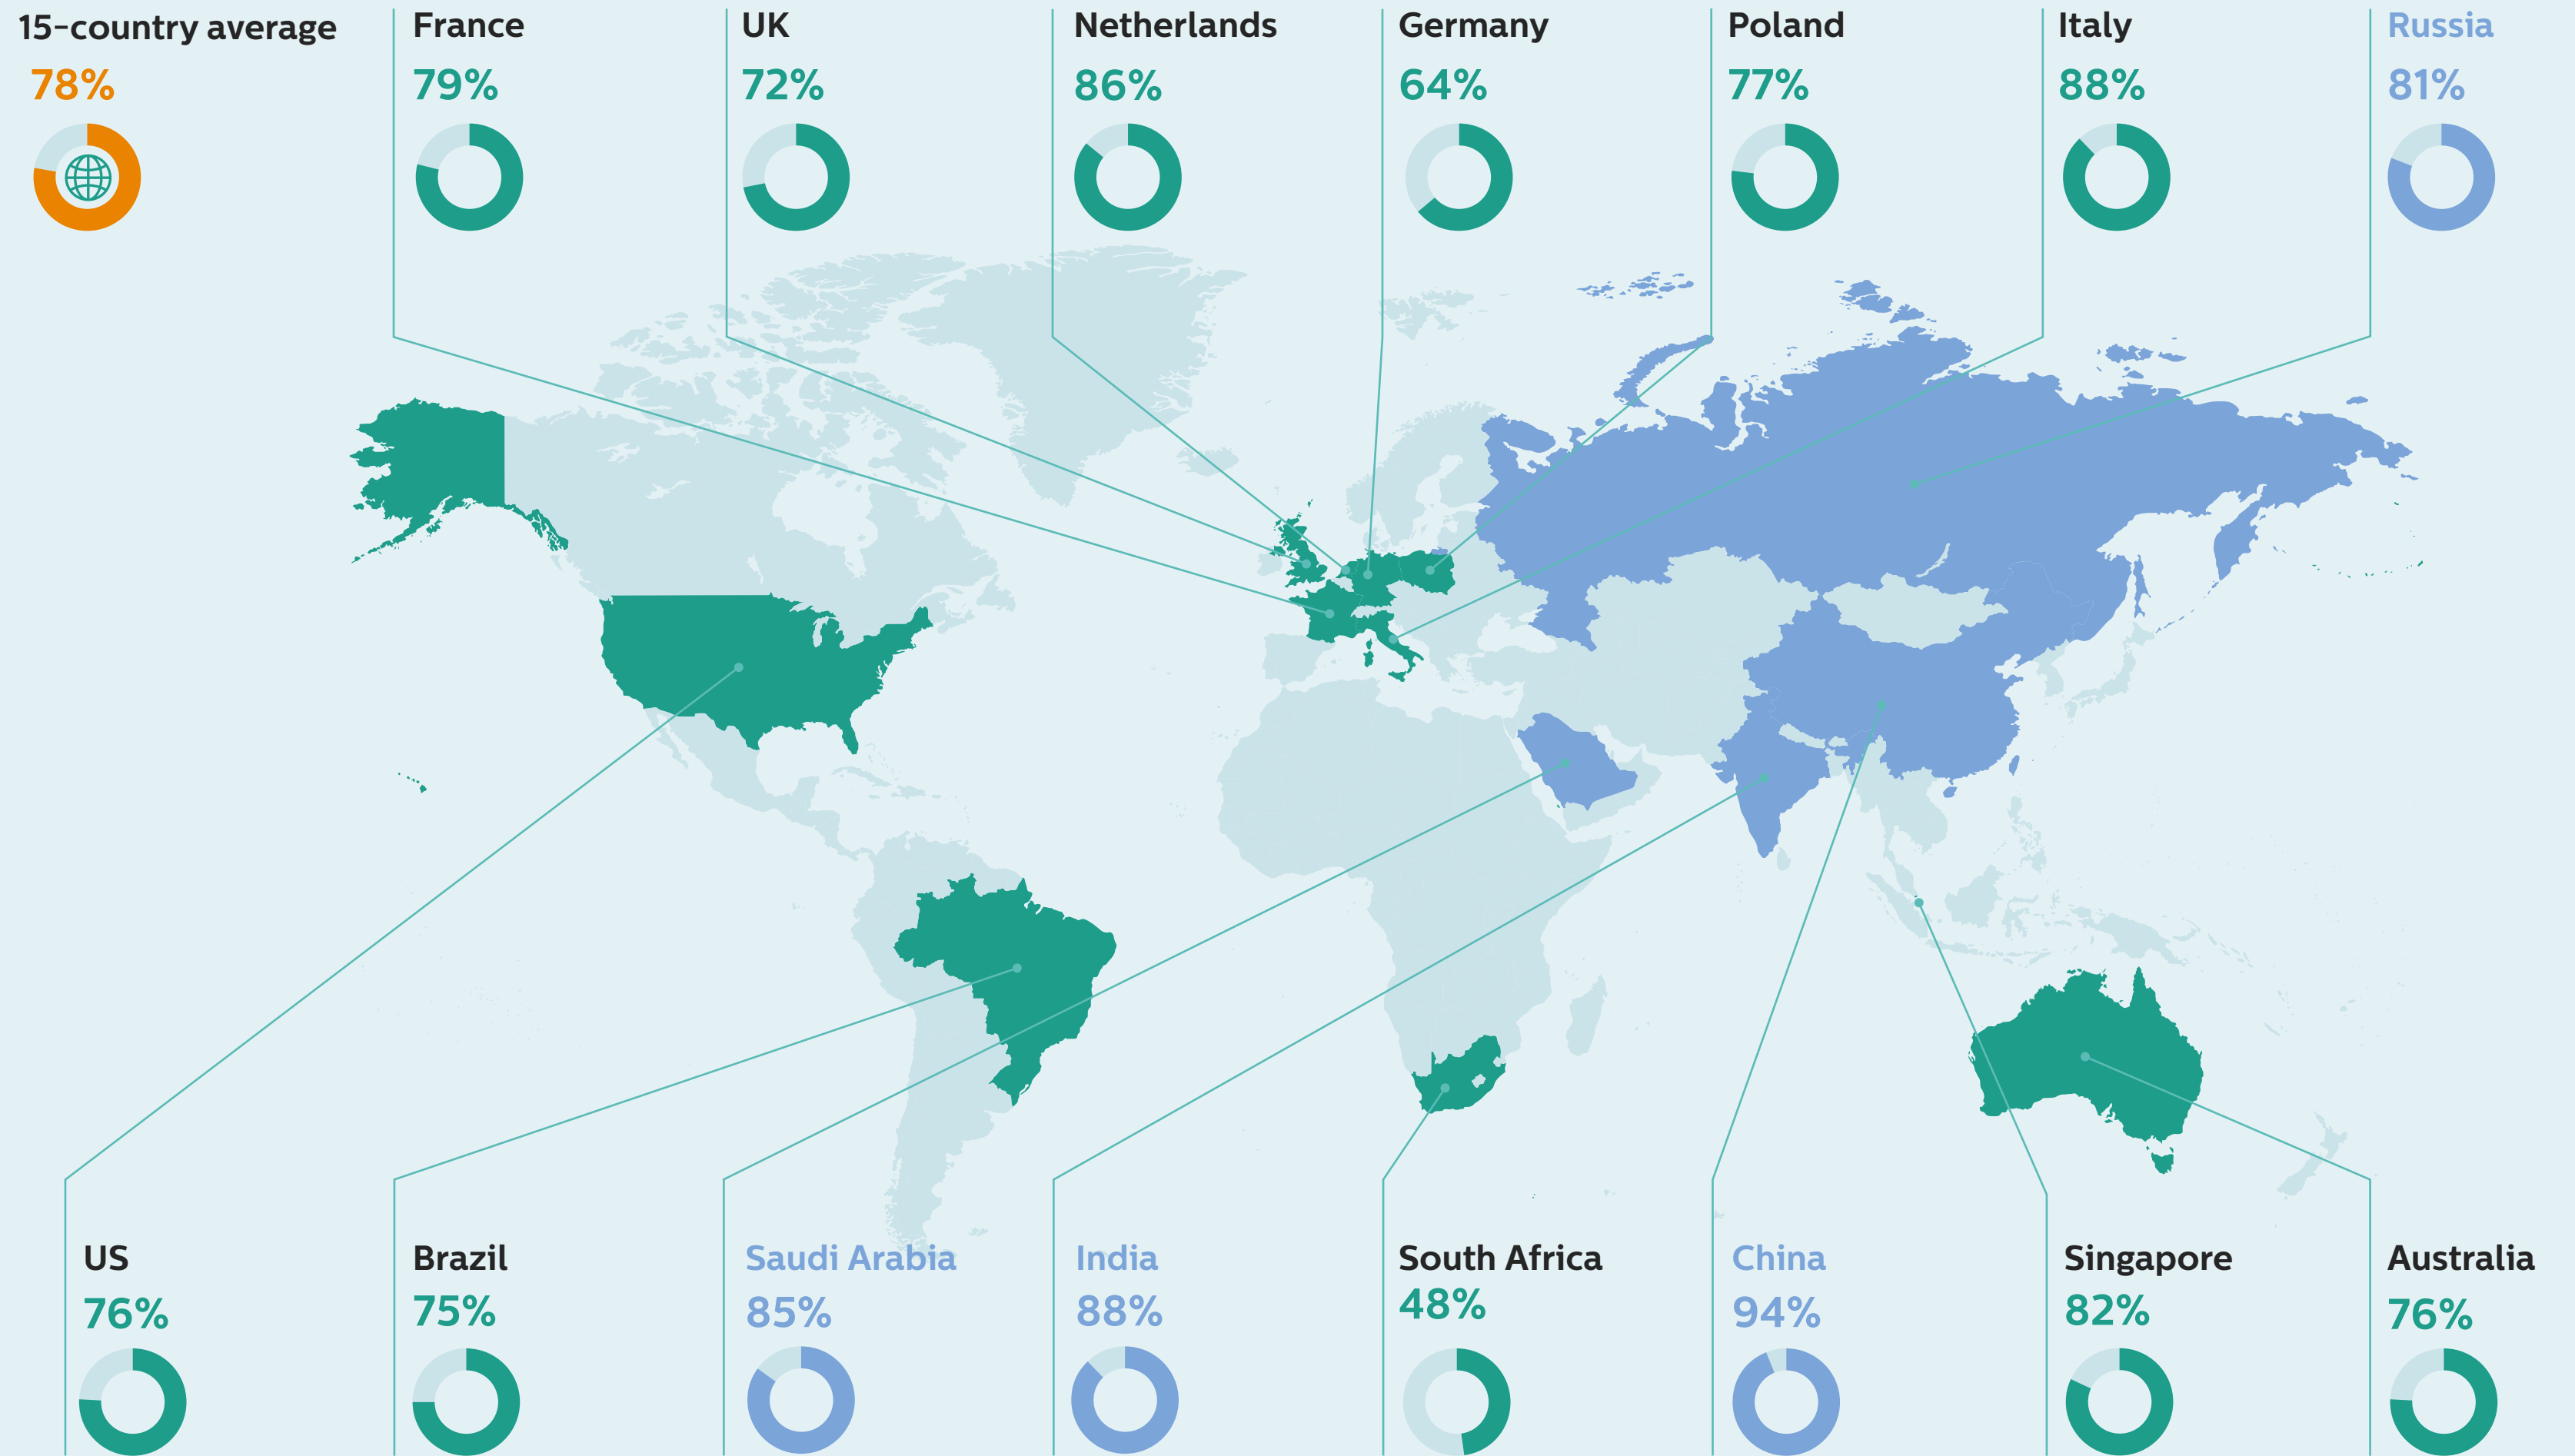 15-country average
78%
France
79%
UK
72%
Netherlands
86%
Germany
64%
Poland
77%
Italy
88%
Russia
81%
US
76%
Brazil
75%
Saudi Arabia
85%
India
88%
South Africa
48%
China
94%
Singapore
82%
Australia
76%